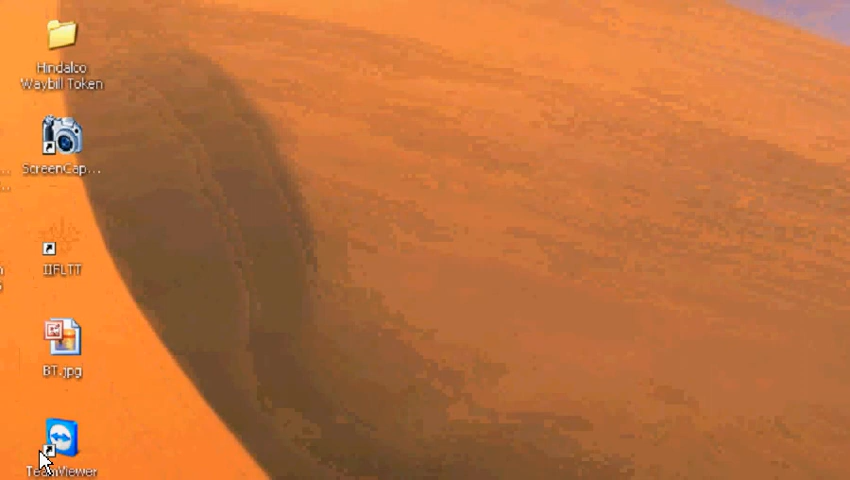 Hindalco
Waybill Token
ScreenCap...
IIFLTT
BT.jpg
TeamViewer